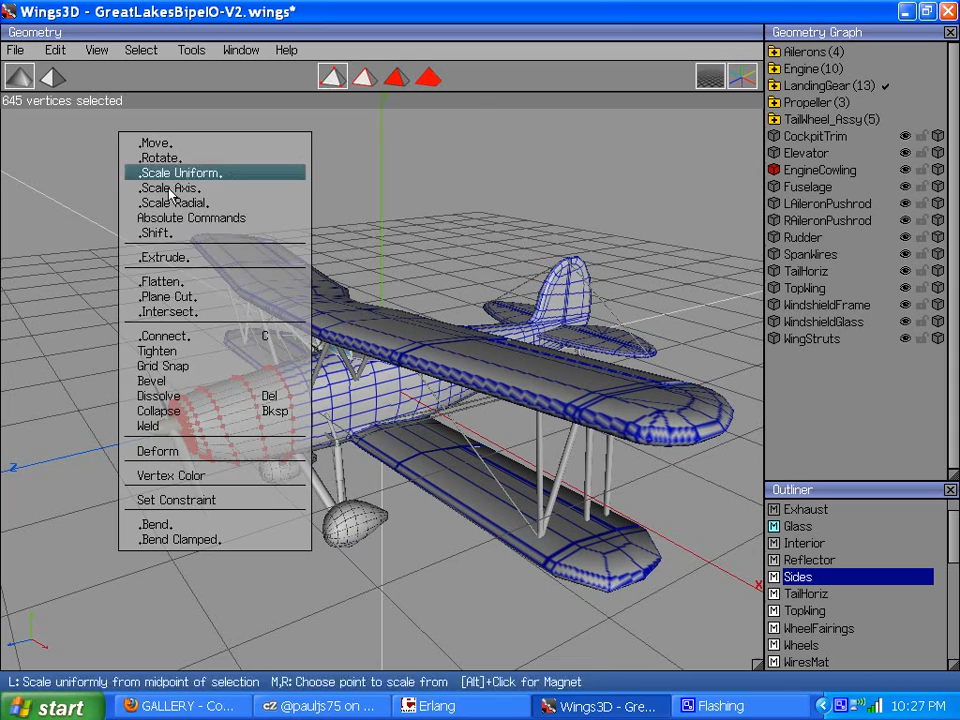 Wings3D - GreatLakesBipeIO-V2.wings*
Geometry
File Edit View Select Tools Window Help
645 vertices selected
.Move.
.Rotate.
.Scale Uniform.
.Scale Axis.
.Scale Radial.
Absolute Commands
.Shift.
.Extrude.
.Flatten.
.Plane Cut.
.Intersect.
.Connect. C
Tighten
Grid Snap
Bevel
Dissolve Del
Collapse Bksp
Weld
Deform
Vertex Color
Set Constraint
.Bend.
.Bend Clamped.
Z
X
Geometry Graph
Ailerons (4)
Engine (10)
LandingGear (13)
Propeller (3)
TailWheel_Assy (5)
CockpitTrim
Elevator
EngineCowling
Fuselage
LAileronPushrod
RAileronPushrod
Rudder
SpanWires
TailHoriz
TopWing
WindshieldFrame
WindshieldGlass
WingStruts
Outliner
M Exhaust
M Glass
M Interior
M Reflector
M Sides
M TailHoriz
M TopWing
M WheelFairings
M Wheels
M WiresMat
L: Scale uniformly from midpoint of selection M,R: Choose point to scale from [Alt]+Click for Magnet
start GALLERY - Co... @pauljs75 on ... Erlang Wings3D - Gre... Flashing 10:27 PM